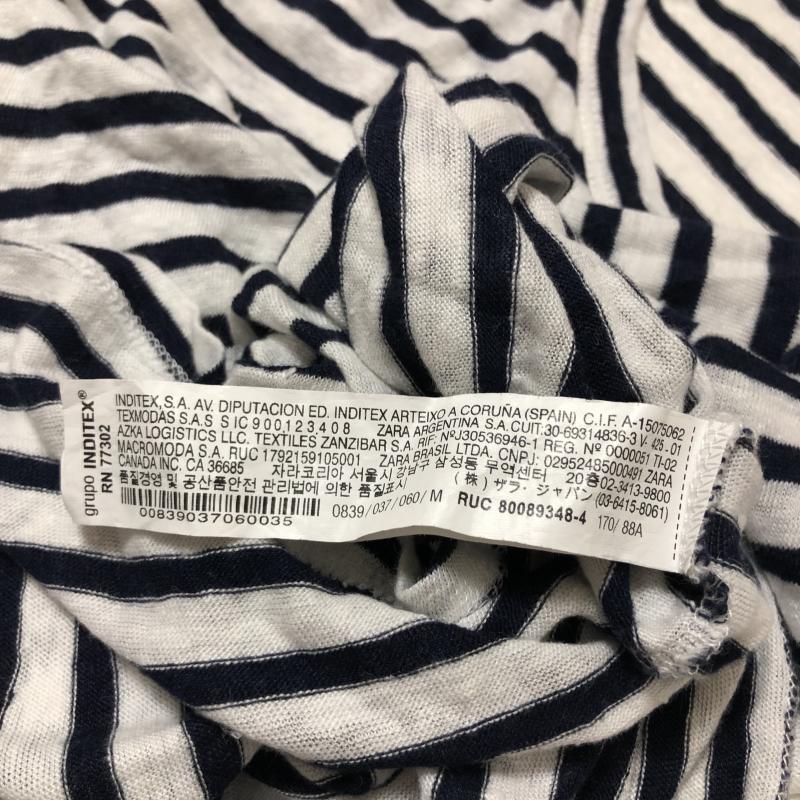 grupo INDITEX®
RN 77302
INDITEX, S.A. AV. DIPUTACION ED. INDITEX ARTEIXO A CORUÑA (SPAIN) C.I.F. A-15075062
TEXMODAS S.A.S S IC 900,123,408 ZARA ARGENTINA S.A.CUIT:30-69314836-3 V- 428 - 01
AZKA LOGISTICS LLC. TEXTILES ZANZIBAR S.A. RIF: NºJ30536946-1 REG. Nº 0000051 TI-02
MACROMODA S.A. RUC 1792159105001 ZARA BRASIL LTDA. CNPJ: 02952485000491 ZARA
CANADA INC. CA 36685 자라코리아 서울시 강남구 삼성동 무역센터 20층 02-3413-9800
품질경영 및 공산품안전 관리법에 의한 품질표시 (株) ザラ・ジャパン (03-6415-8061)
00839037060035 0839/037/060/M RUC 80089348-4 170/ 88A